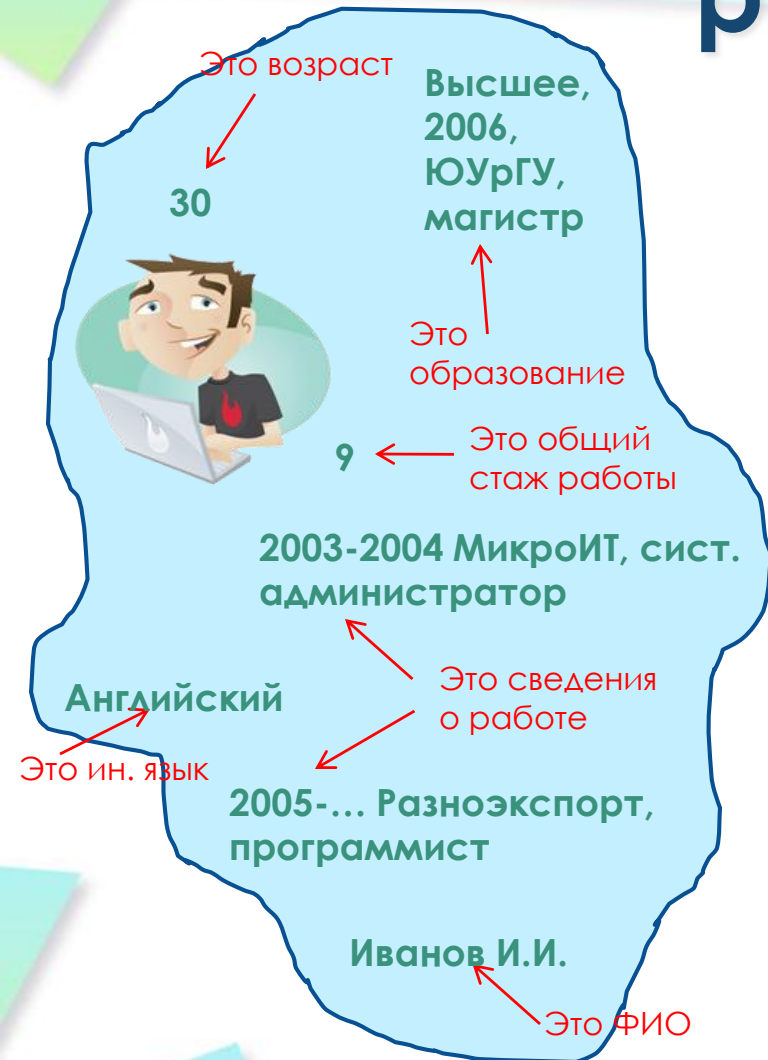 р
Это возраст
Высшее,
2006,
ЮУрГУ,
магистр
30
Это
образование
9
Это общий
стаж работы
2003-2004 МикроИТ, сист.
администратор
Это сведения
о работе
Английский
Это ин. язык
2005-... Разноэкспорт,
программист
Иванов И.И.
Это ФИО